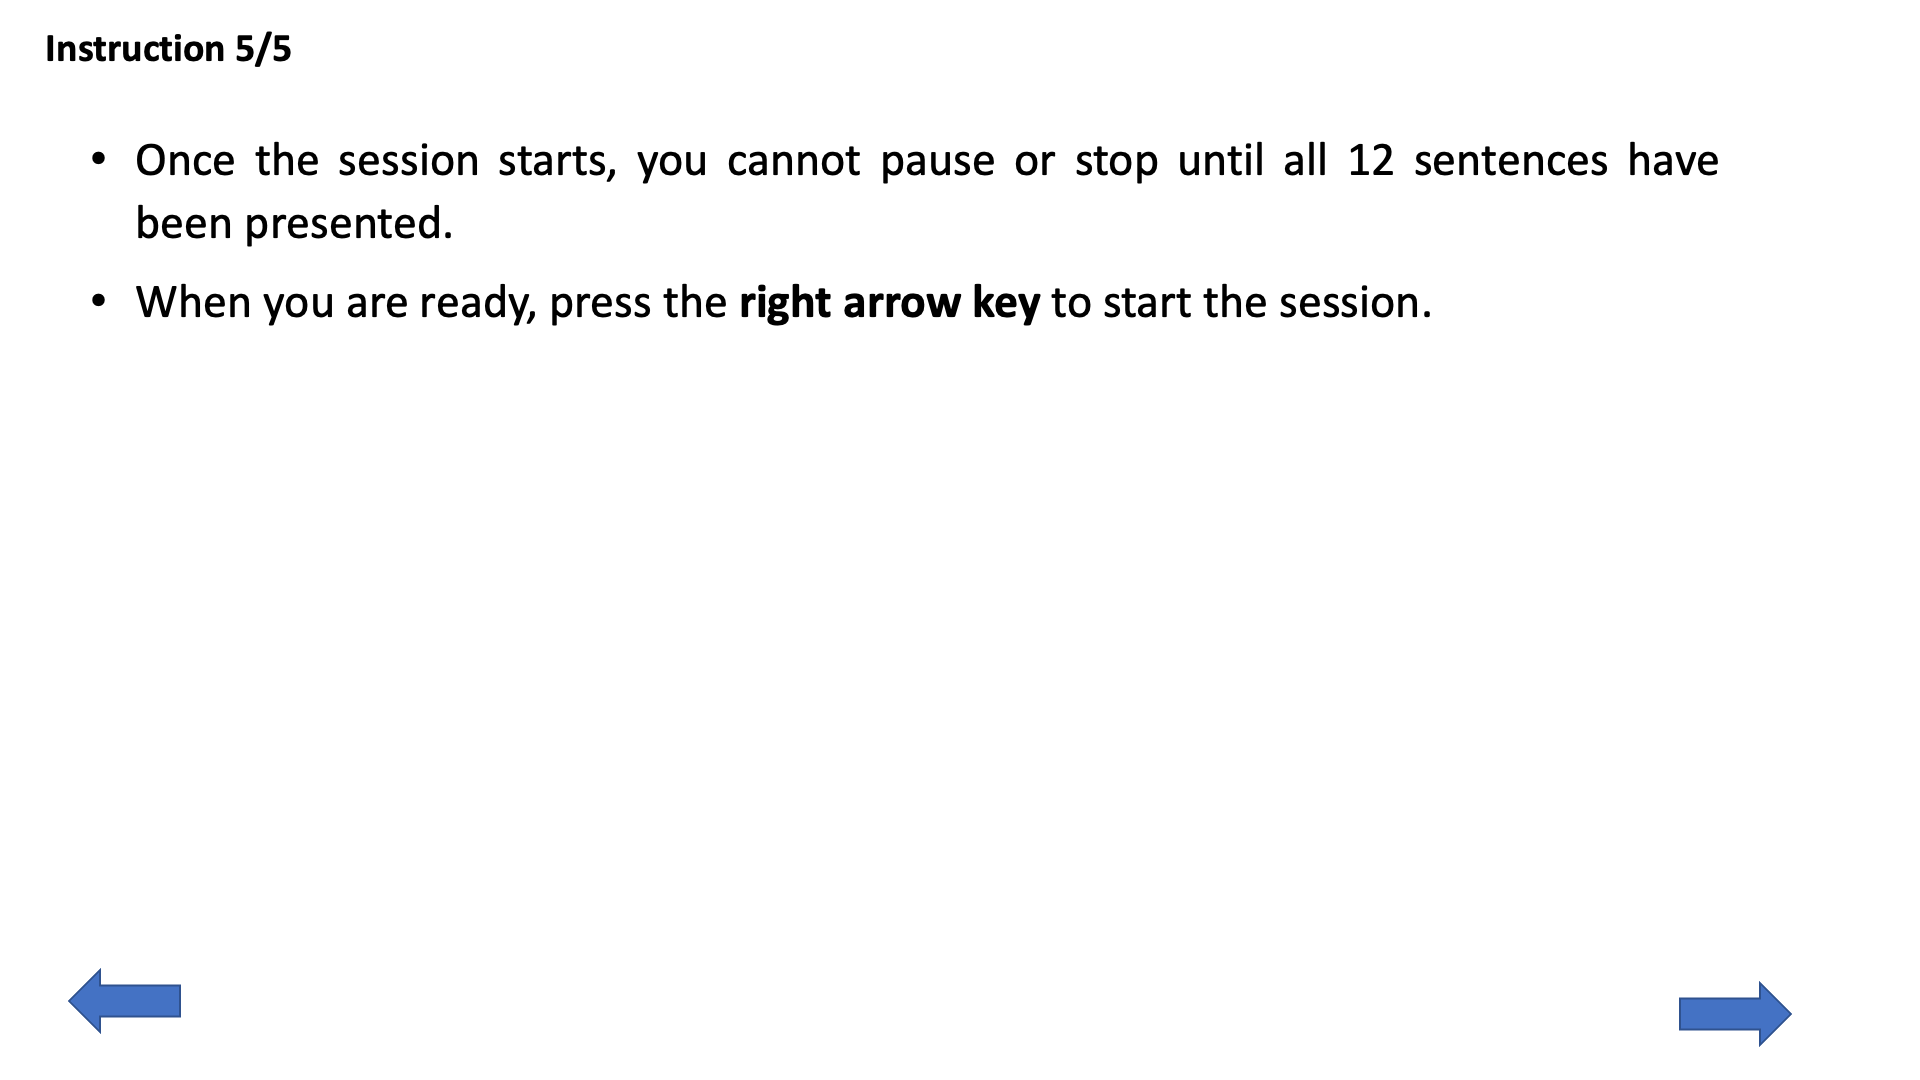 Instruction 5/5
• Once the session starts, you cannot pause or stop until all 12 sentences have
been presented.
• When you are ready, press the right arrow key to start the session.